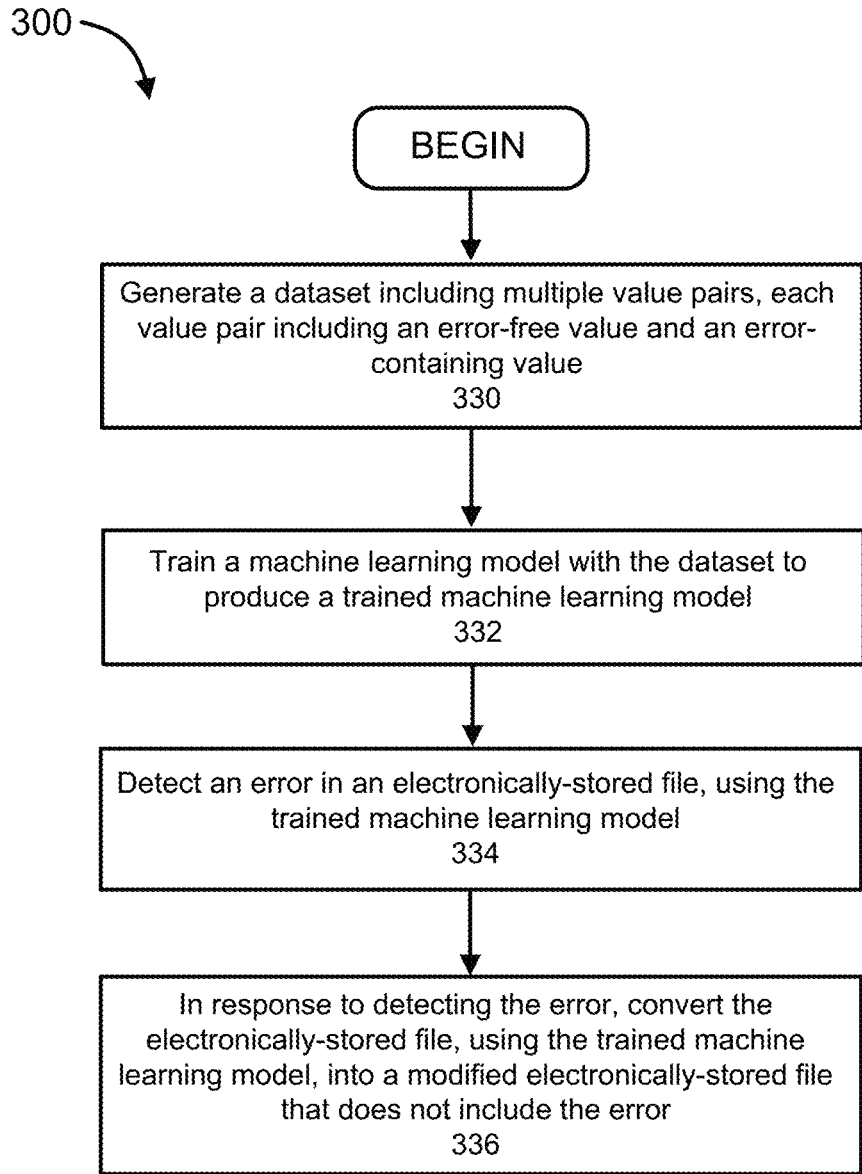 300
BEGIN
Generate a dataset including multiple value pairs, each
value pair including an error-free value and an error-
containing value
330
Train a machine learning model with the dataset to
produce a trained machine learning model
332
Detect an error in an electronically-stored file, using the
trained machine learning model
334
In response to detecting the error, convert the
electronically-stored file, using the trained machine
learning model, into a modified electronically-stored file
that does not include the error
336